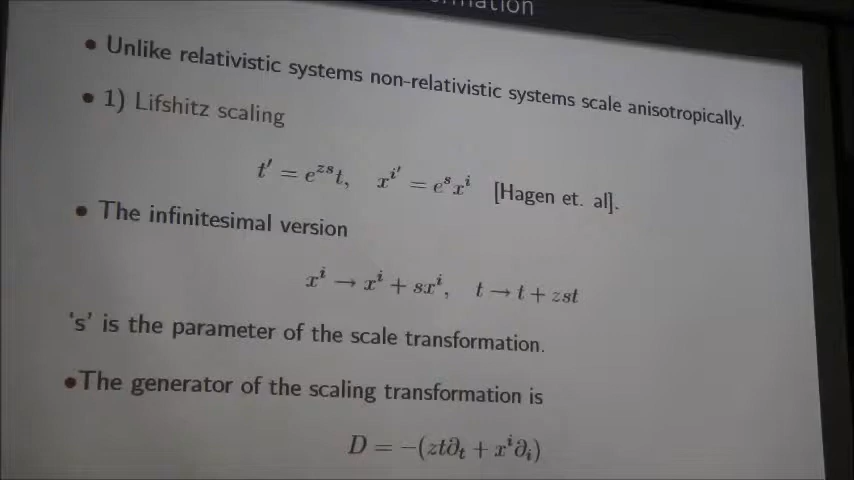 • Unlike relativistic systems non-relativistic systems scale anisotropically.
• 1) Lifshitz scaling
t′ = e^{zs}t, x^{i′} = e^s x^i [Hagen et. al].
• The infinitesimal version
x^i → x^i + sx^i, t → t + zst
‘s’ is the parameter of the scale transformation.
•The generator of the scaling transformation is
D = −(zt∂_t + x^i∂_i)